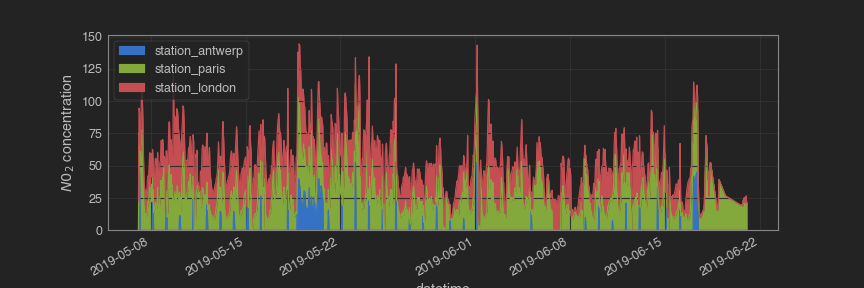 150
125
100
75
50
25
0
NO2 concentration
station_antwerp
station_paris
station_london
2019-05-08
2019-05-15
2019-05-22
2019-06-01
2019-06-08
2019-06-15
2019-06-22
datetime